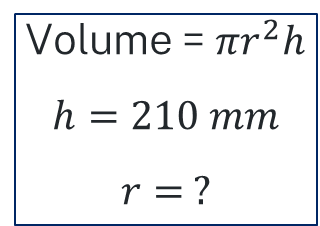 Volume = πr²h
h = 210 mm
r = ?